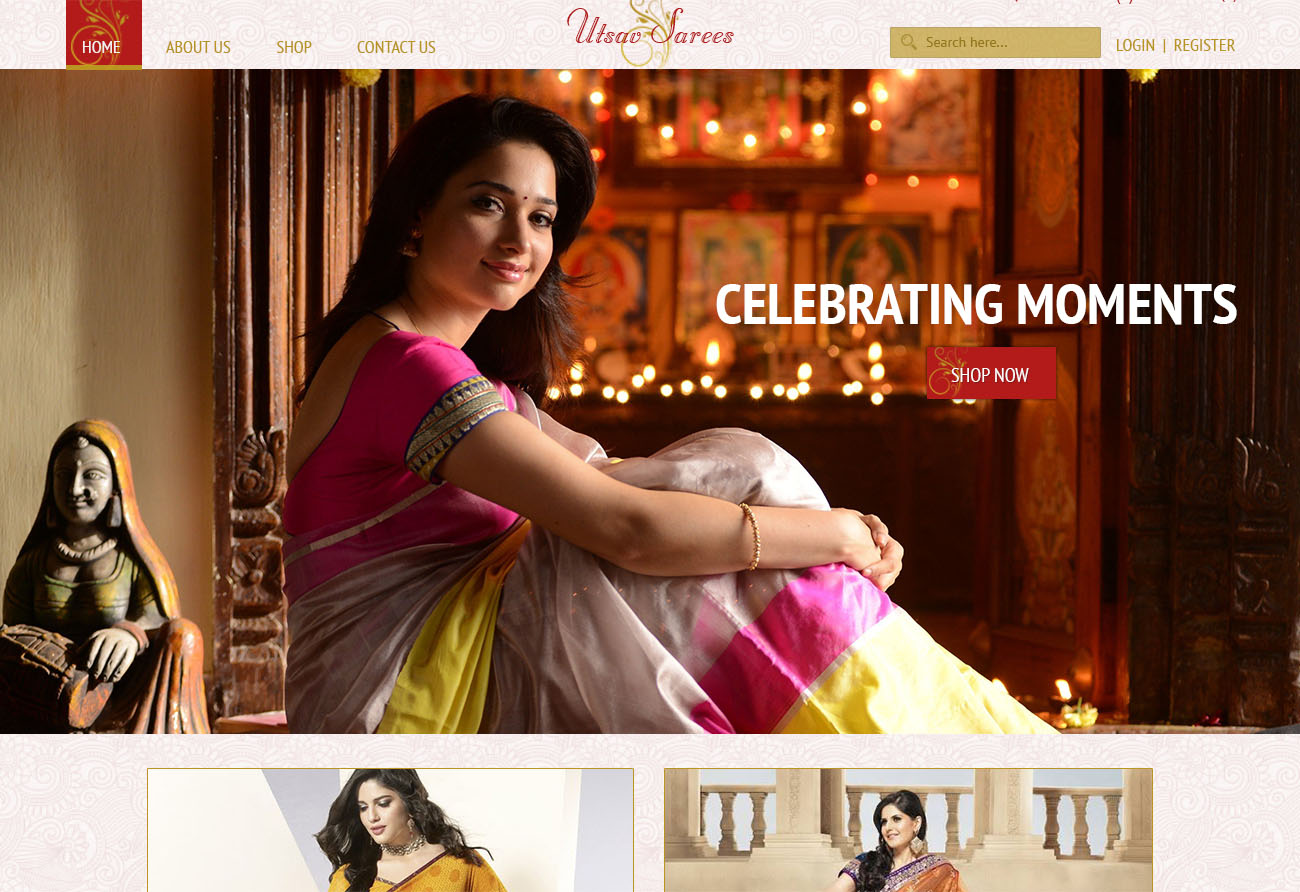 HOME
ABOUT US
SHOP
CONTACT US
Utsav Sarees
Search here...
LOGIN | REGISTER
CELEBRATING MOMENTS
SHOP NOW